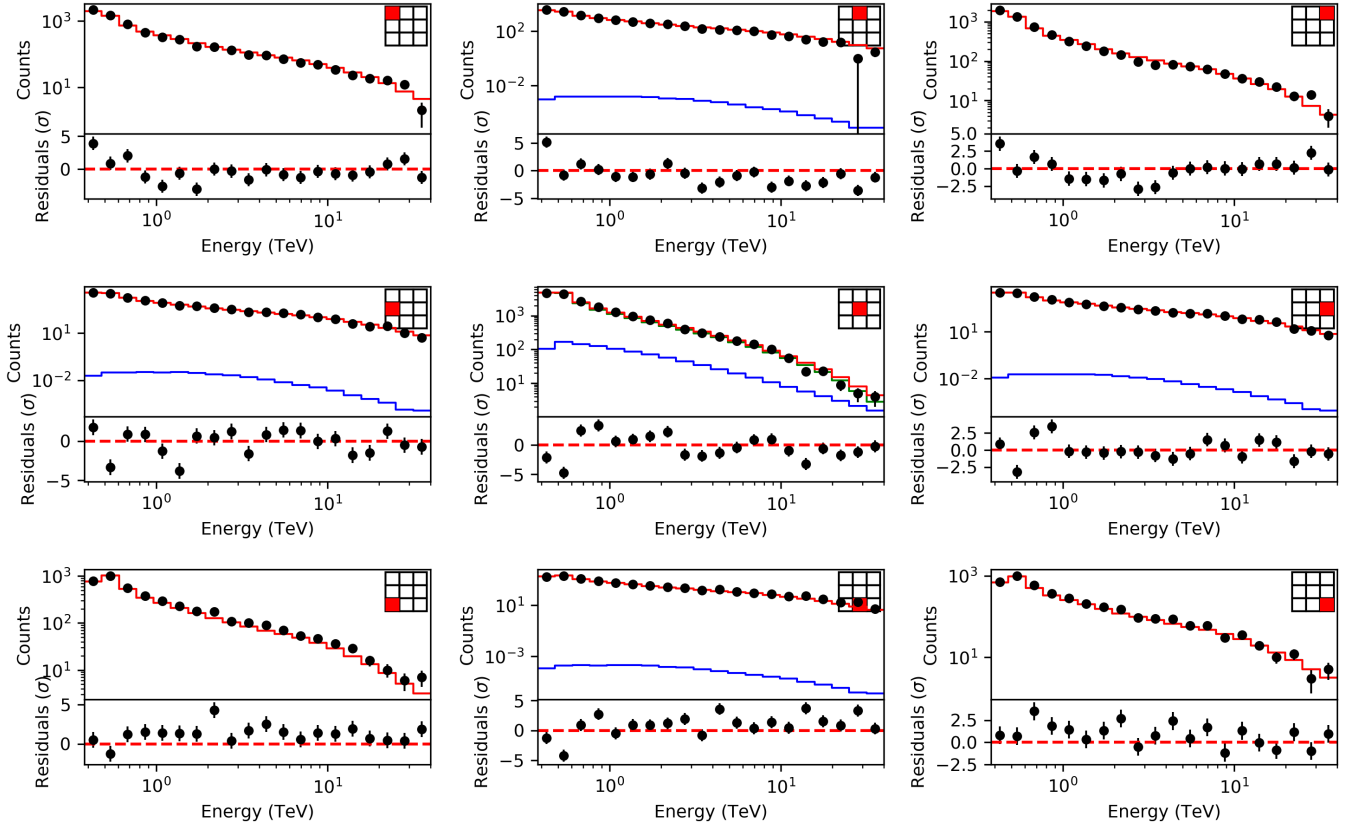 10³
10¹
Counts
5
0
Residuals (σ)
10⁰
10¹
Energy (TeV)
10²
10⁻²
Counts
5
0
−5
Residuals (σ)
10⁰
10¹
Energy (TeV)
10³
10²
10¹
Counts
5.0
2.5
0.0
−2.5
Residuals (σ)
10⁰
10¹
Energy (TeV)
10¹
10⁻²
Counts
0
−5
Residuals (σ)
10⁰
10¹
Energy (TeV)
10³
10²
10¹
Counts
0
−5
Residuals (σ)
10⁰
10¹
Energy (TeV)
10¹
10⁻²
Counts
2.5
0.0
−2.5
Residuals (σ)
10⁰
10¹
Energy (TeV)
10³
10²
10¹
Counts
5
0
Residuals (σ)
10⁰
10¹
Energy (TeV)
10¹
10⁻³
Counts
5
0
−5
Residuals (σ)
10⁰
10¹
Energy (TeV)
10³
10¹
Counts
2.5
0.0
−2.5
Residuals (σ)
10⁰
10¹
Energy (TeV)